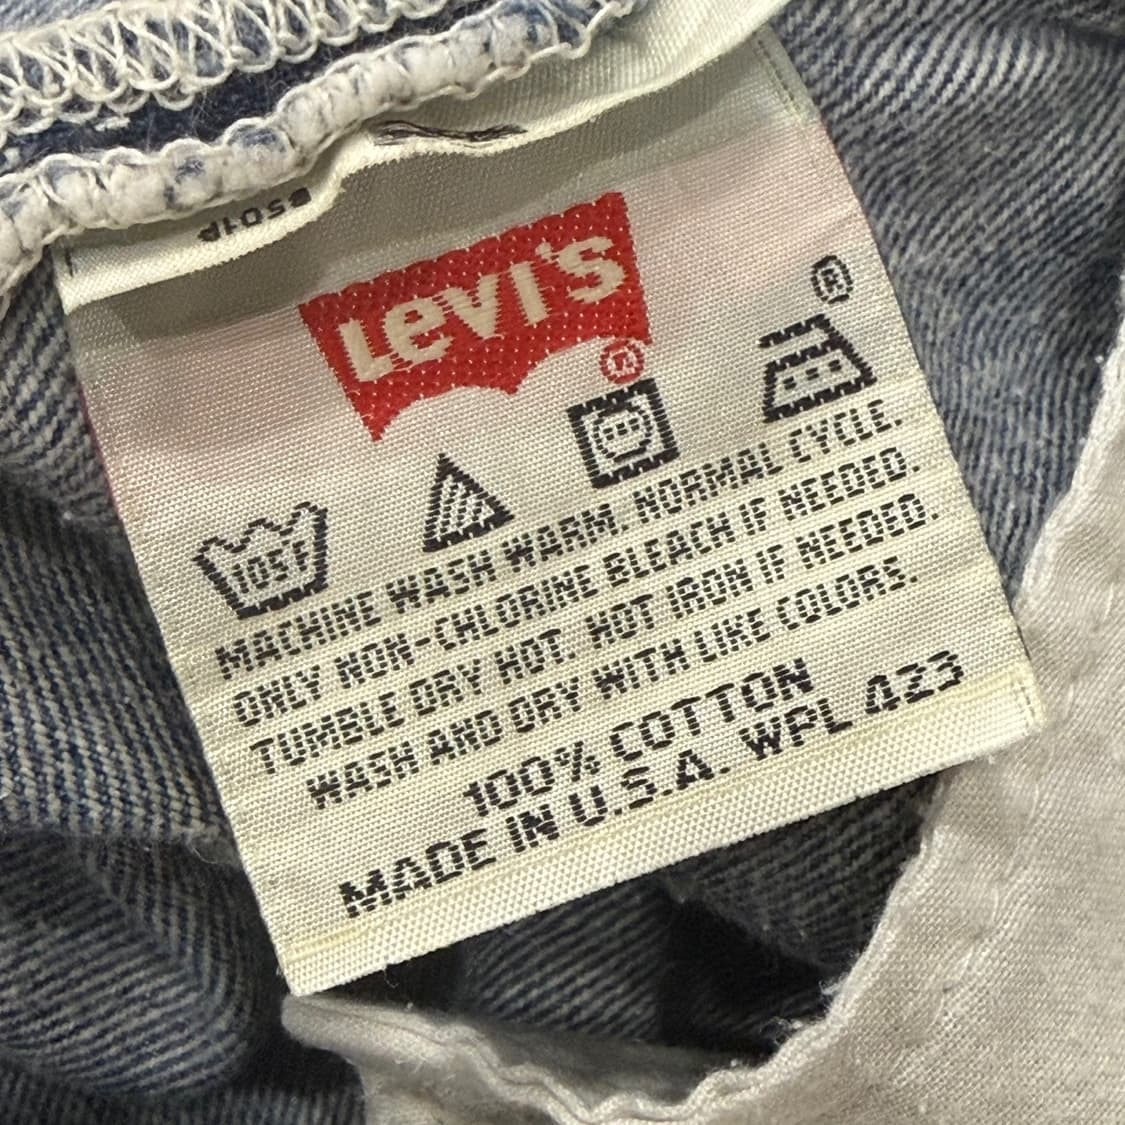 Levi's
®
®
105F
MACHINE WASH WARM. NORMAL CYCLE.
ONLY NON-CHLORINE BLEACH IF NEEDED.
TUMBLE DRY HOT. HOT IRON IF NEEDED.
WASH AND DRY WITH LIKE COLORS.
100% COTTON
MADE IN U.S.A. WPL 423